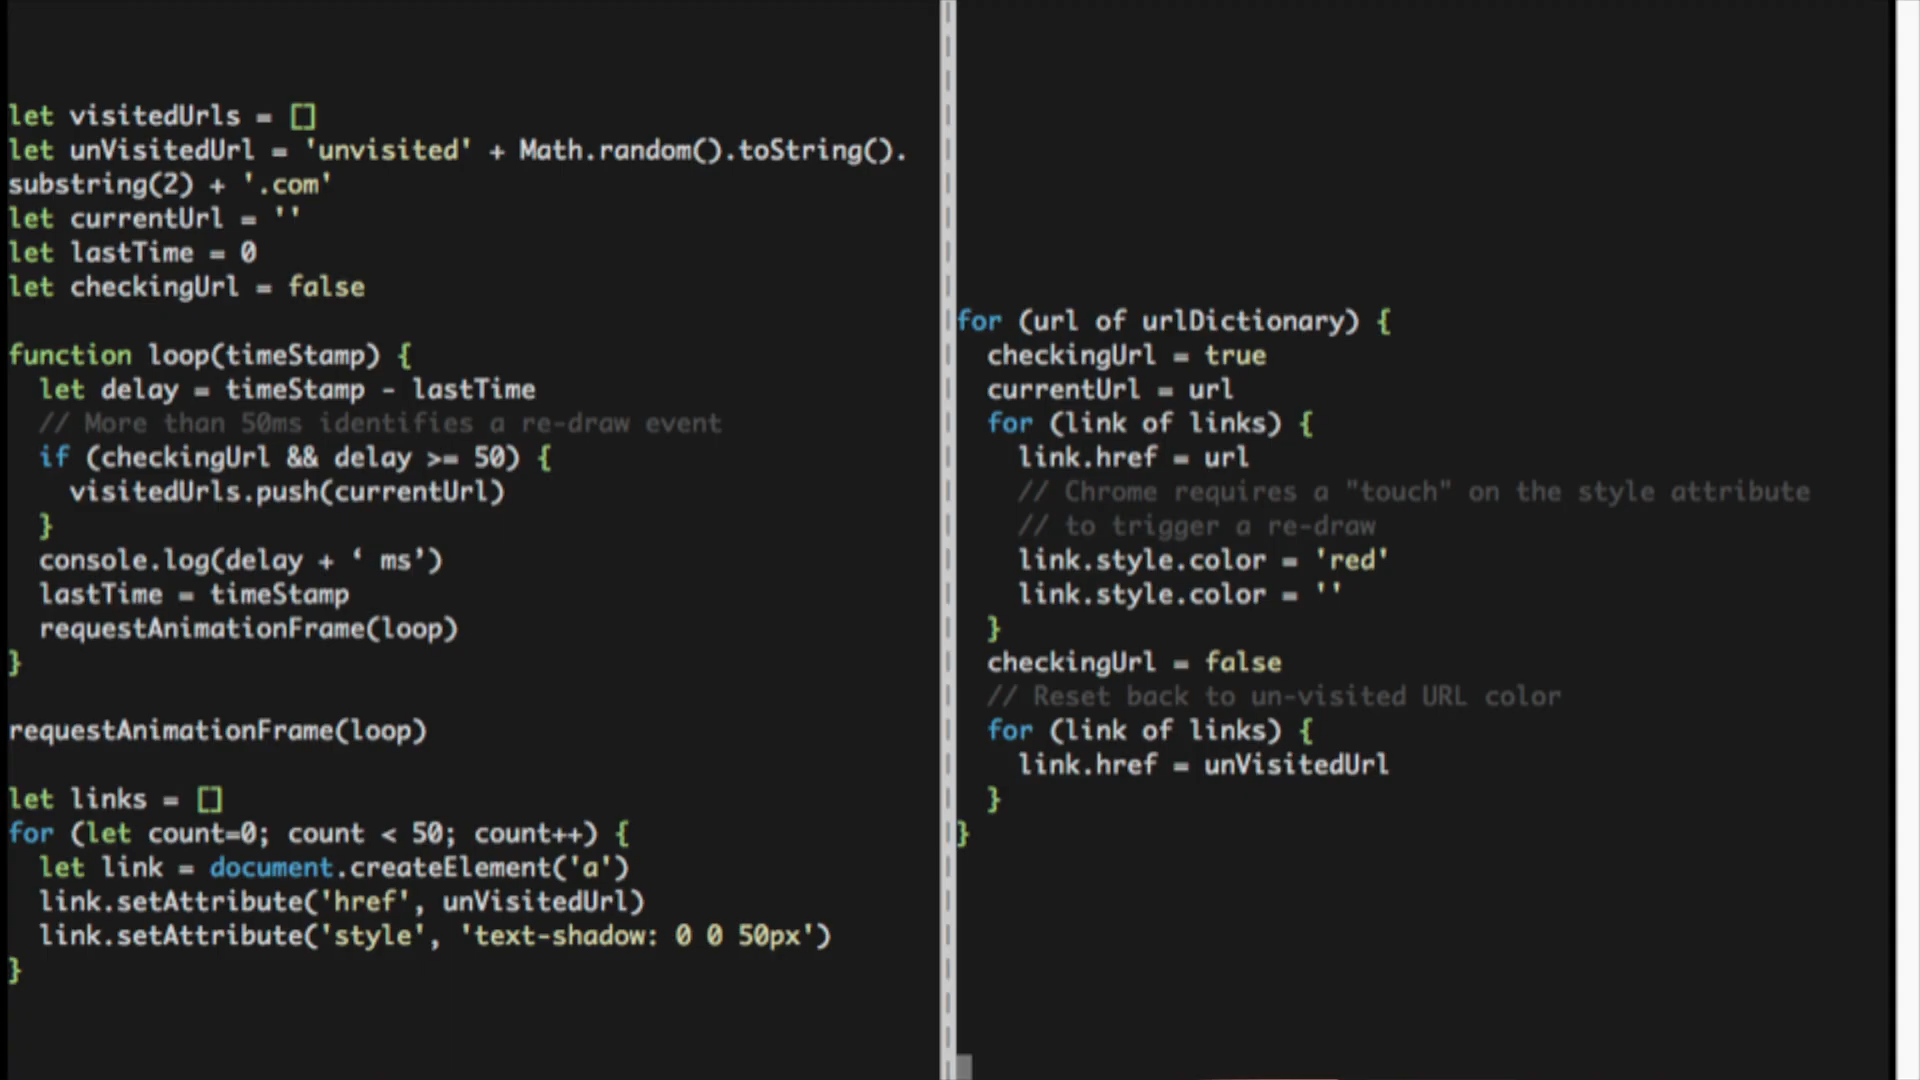 let visitedUrls = []
let unVisitedUrl = 'unvisited' + Math.random().toString().
substring(2) + '.com'
let currentUrl = ''
let lastTime = 0
let checkingUrl = false
function loop(timeStamp) {
let delay = timeStamp - lastTime
// More than 50ms identifies a re-draw event
if (checkingUrl && delay >= 50) {
visitedUrls.push(currentUrl)
}
console.log(delay + ‘ ms’)
lastTime = timeStamp
requestAnimationFrame(loop)
}
requestAnimationFrame(loop)
let links = []
for (let count=0; count < 50; count++) {
let link = document.createElement('a')
link.setAttribute('href', unVisitedUrl)
link.setAttribute('style', 'text-shadow: 0 0 50px')
}
for (url of urlDictionary) {
checkingUrl = true
currentUrl = url
for (link of links) {
link.href = url
// Chrome requires a "touch" on the style attribute
// to trigger a re-draw
link.style.color = 'red'
link.style.color = ''
}
checkingUrl = false
// Reset back to un-visited URL color
for (link of links) {
link.href = unVisitedUrl
}
}